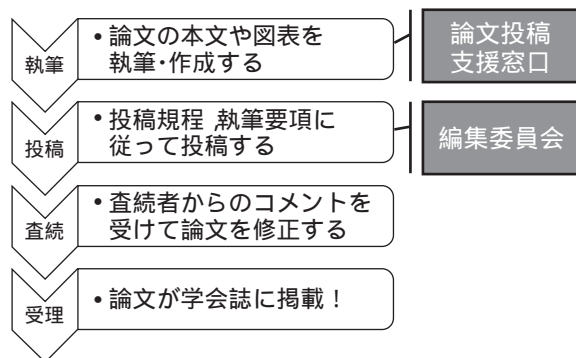 執筆
• 論文の本文や図表を
執筆・作成する
論文投稿
支援窓口
投稿
• 投稿規程,執筆要項に
従って投稿する
編集委員会
査続
• 査続者からのコメントを
受けて論文を修正する
受理
• 論文が学会誌に掲載！